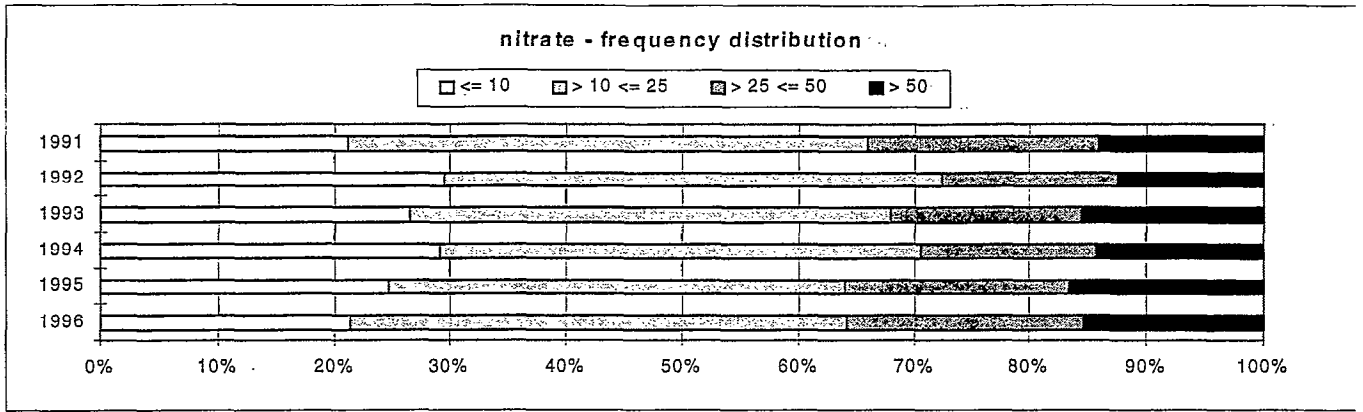 nitrate - frequency distribution
<= 10 > 10 <= 25 > 25 <= 50 > 50
1991
1992
1993
1994
1995
1996
0% 10% 20% 30% 40% 50% 60% 70% 80% 90% 100%